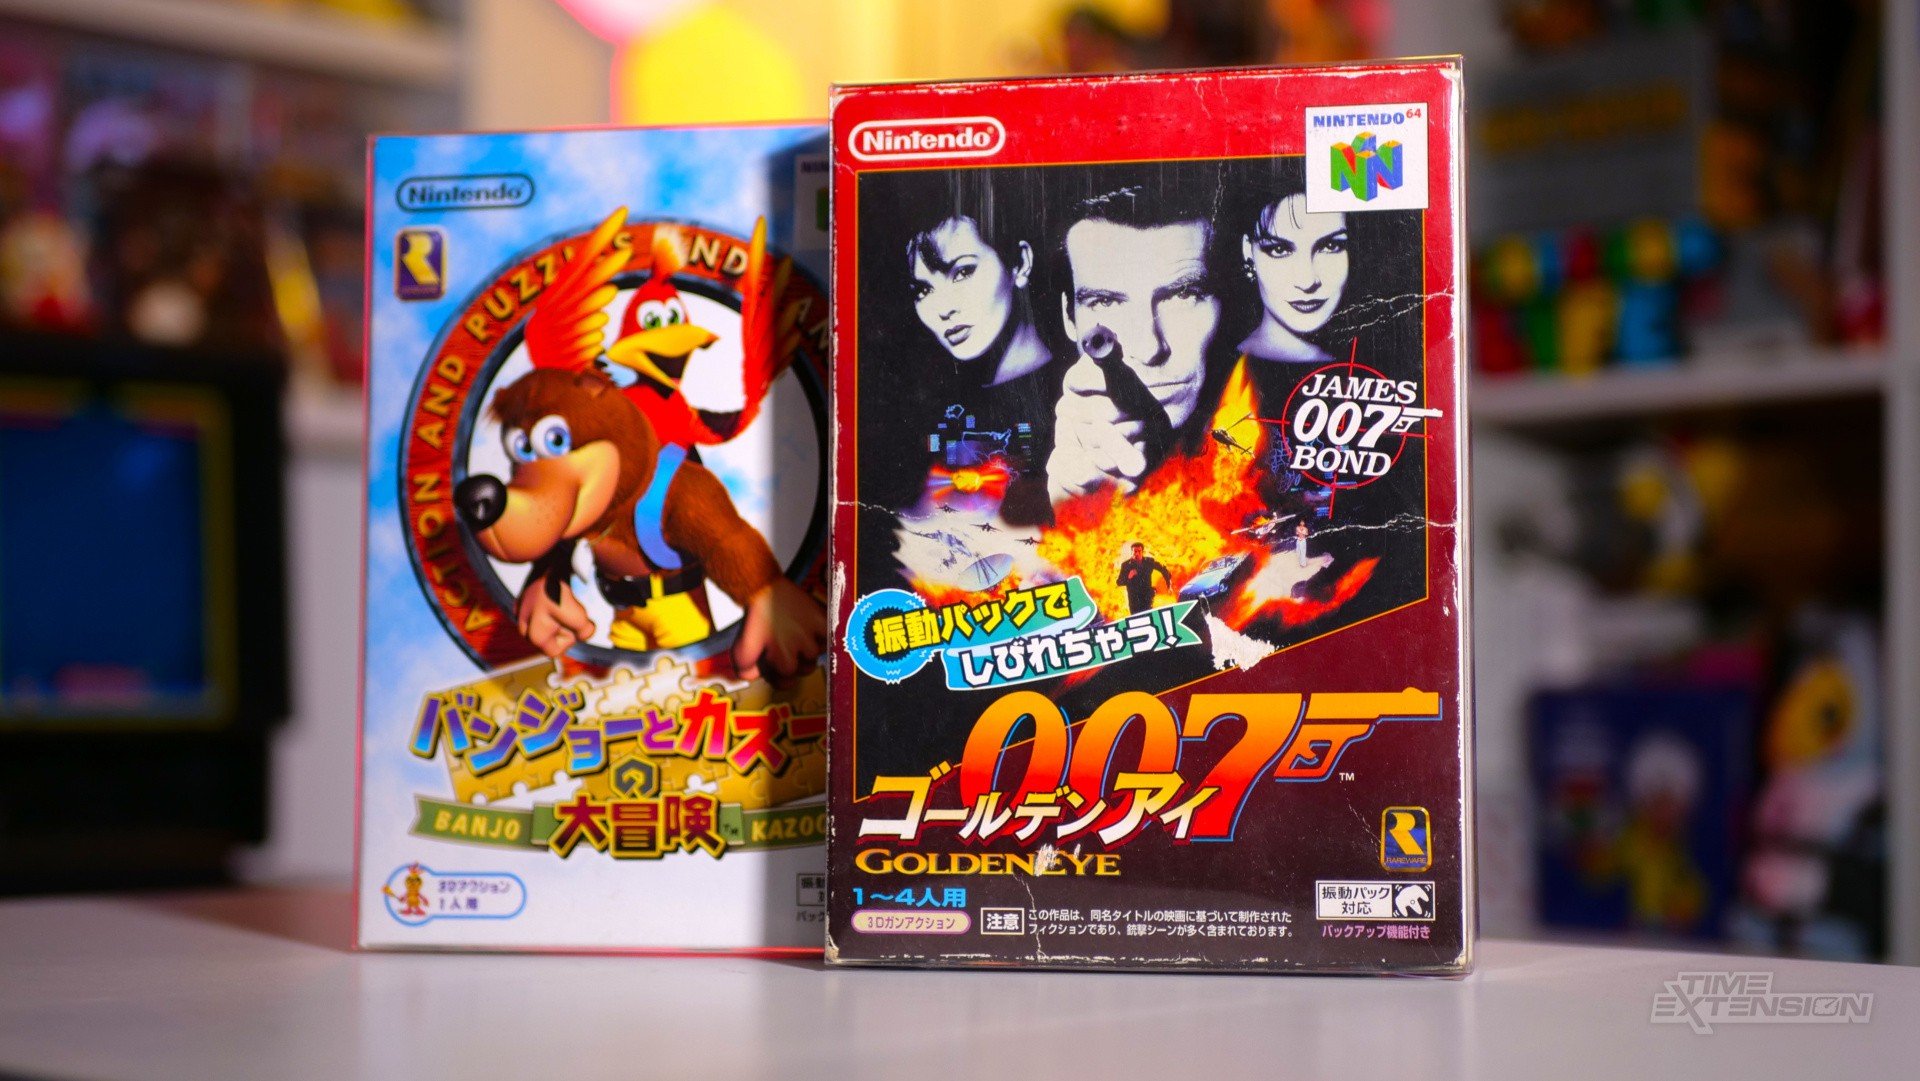 Nintendo®
ACTION AND PUZZLES AND
バンジョーとカズー
の
大冒険™
BANJO
KAZOO
3Dアクション
1人用
Nintendo®
NINTENDO64
JAMES
007
BOND
振動パックで
しびれちゃう!
007
™
ゴールデンアイ
GOLDENEYE
RAREWARE
1〜4人用
3Dガンアクション
注意
この作品は、同名タイトルの映画に基づいて制作された
フィクションであり、銃撃シーンが多く含まれております。
振動パック
対応
バックアップ機能付き
TIME
EXTENSION